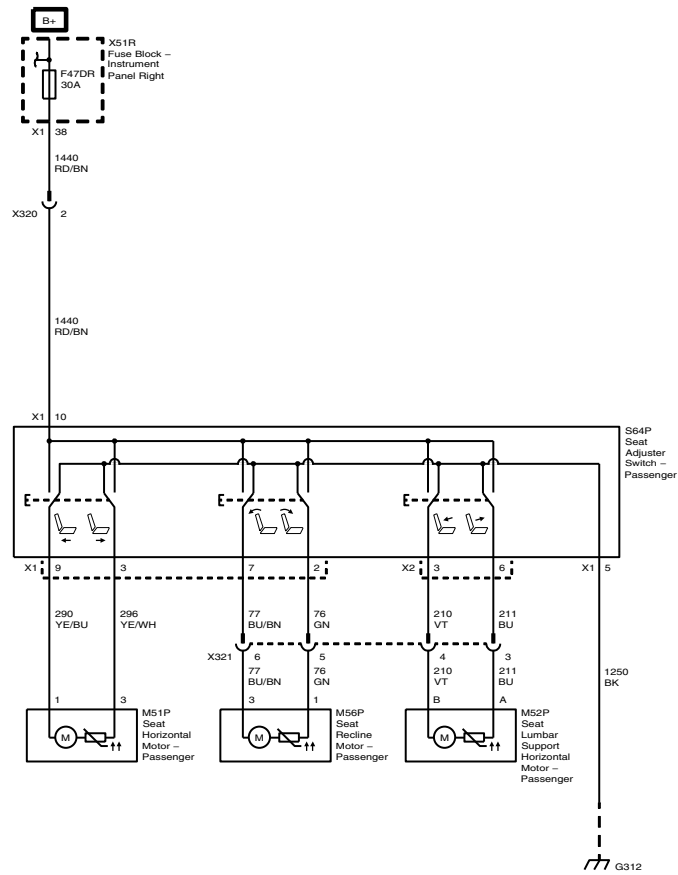 B+
X51R
Fuse Block –
Instrument
Panel Right
F47DR
30A
X1 38
1440
RD/BN
X320 2
1440
RD/BN
X1 10
S64P
Seat
Adjuster
Switch –
Passenger
E E E
X1 9 3 7 2 X2 3 6 X1 5
290 296 77 76 210 211
YE/BU YE/WH BU/BN GN VT BU
X321 6 5 4 3
77 76 210 211
BU/BN GN VT BU
1250
BK
1 3 3 1 B A
M51P
Seat
Horizontal
Motor –
Passenger
M
M56P
Seat
Recline
Motor –
Passenger
M
M52P
Seat
Lumbar
Support
Horizontal
Motor –
Passenger
M
G312